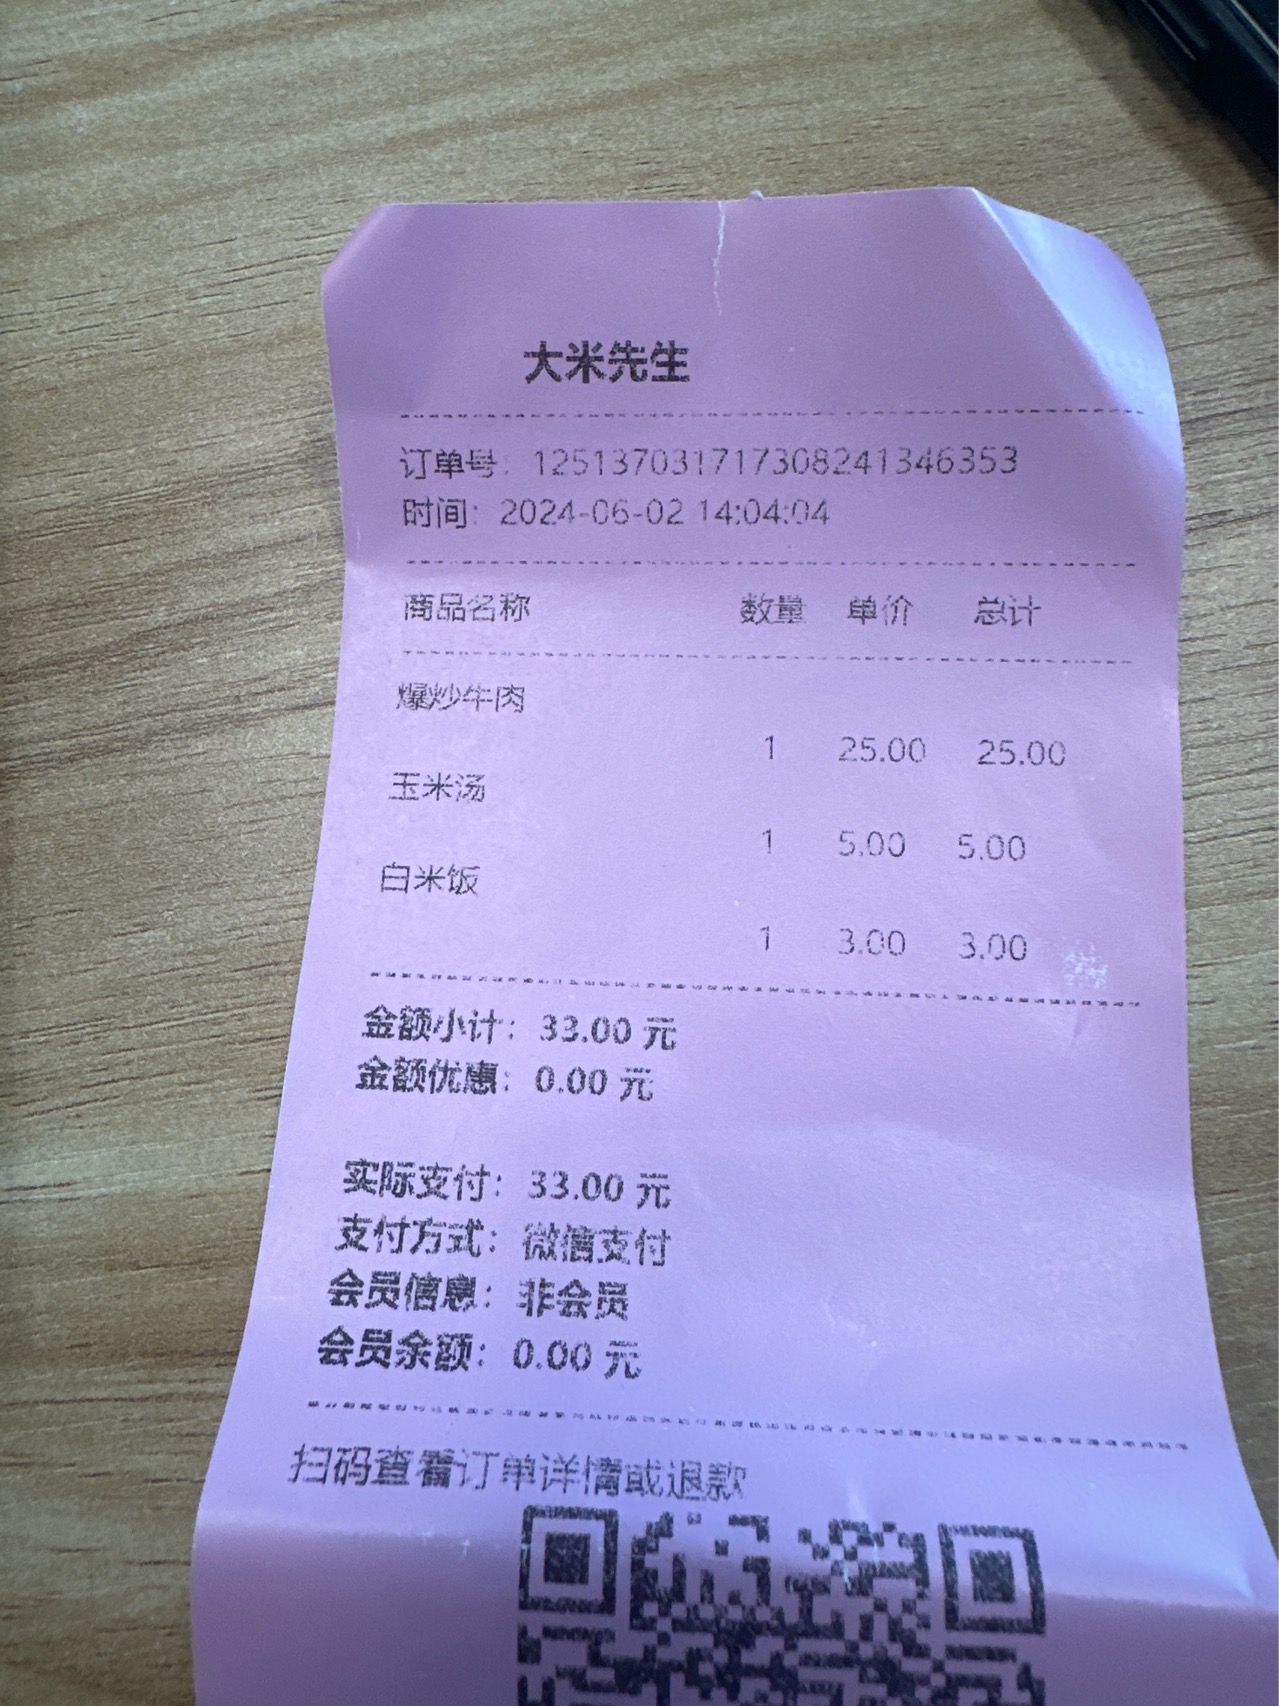 大米先生
订单号：1251370317173082413​46353
时间：2024-06-02 14:04:04
商品名称 数量 单价 总计
爆炒牛肉
1 25.00 25.00
玉米汤
1 5.00 5.00
白米饭
1 3.00 3.00
金额小计：33.00 元
金额优惠：0.00 元
实际支付：33.00 元
支付方式：微信支付
会员信息：非会员
会员余额：0.00 元
扫码查看订单详情或退款